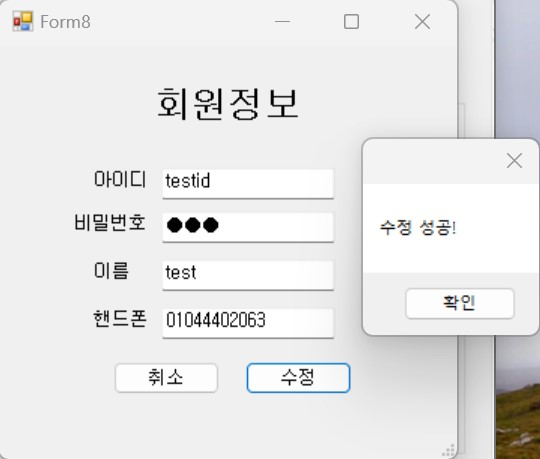 Form8
회원정보
아이디 testid
비밀번호 ●●●
이름 test
핸드폰 01044402063
취소 수정
수정 성공!
확인